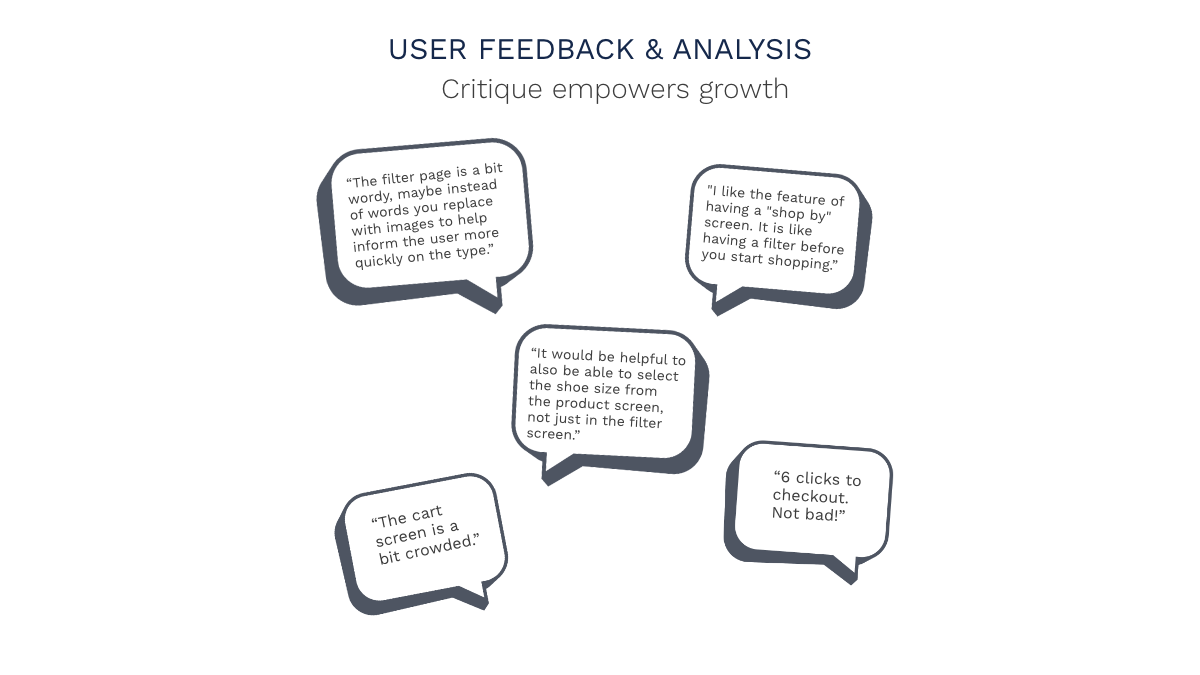 USER FEEDBACK & ANALYSIS
Critique empowers growth
“The filter page is a bit
wordy, maybe instead
of words you replace
with images to help
inform the user more
quickly on the type.”
"I like the feature of
having a "shop by"
screen. It is like
having a filter before
you start shopping.”
“It would be helpful to
also be able to select
the shoe size from
the product screen,
not just in the filter
screen.”
“The cart
screen is a
bit crowded.”
“6 clicks to
checkout.
Not bad!”